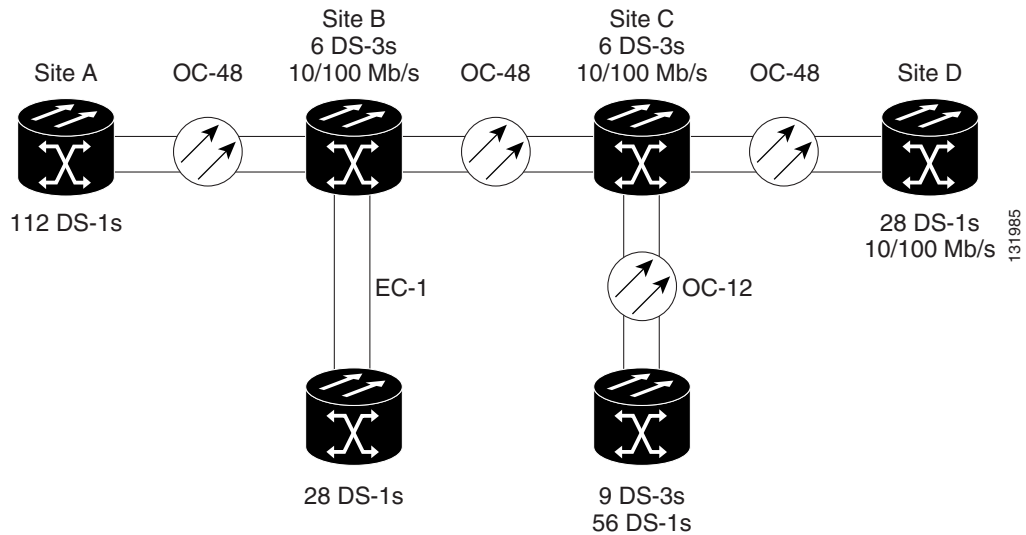 Site B
6 DS-3s
10/100 Mb/s
Site C
6 DS-3s
10/100 Mb/s
Site A
OC-48
OC-48
OC-48
Site D
112 DS-1s
28 DS-1s
10/100 Mb/s
131985
EC-1
OC-12
28 DS-1s
9 DS-3s
56 DS-1s